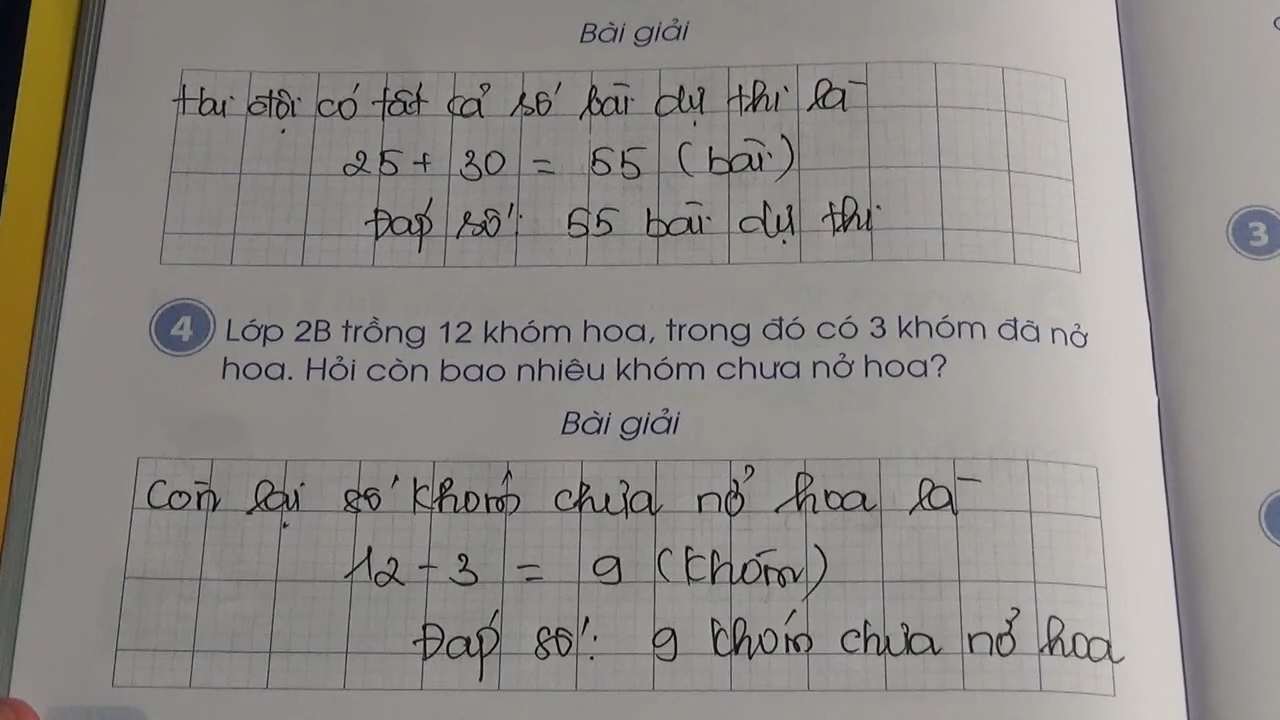 Bài giải
Hai đội có tất cả số bài dự thi là
25 + 30 = 55 (bài)
Đáp số: 55 bài dự thi
4 Lớp 2B trồng 12 khóm hoa, trong đó có 3 khóm đã nở
hoa. Hỏi còn bao nhiêu khóm chưa nở hoa?
Bài giải
Còn lại số khóm chưa nở hoa là
12 - 3 = 9 (khóm)
Đáp số: 9 khóm chưa nở hoa
3